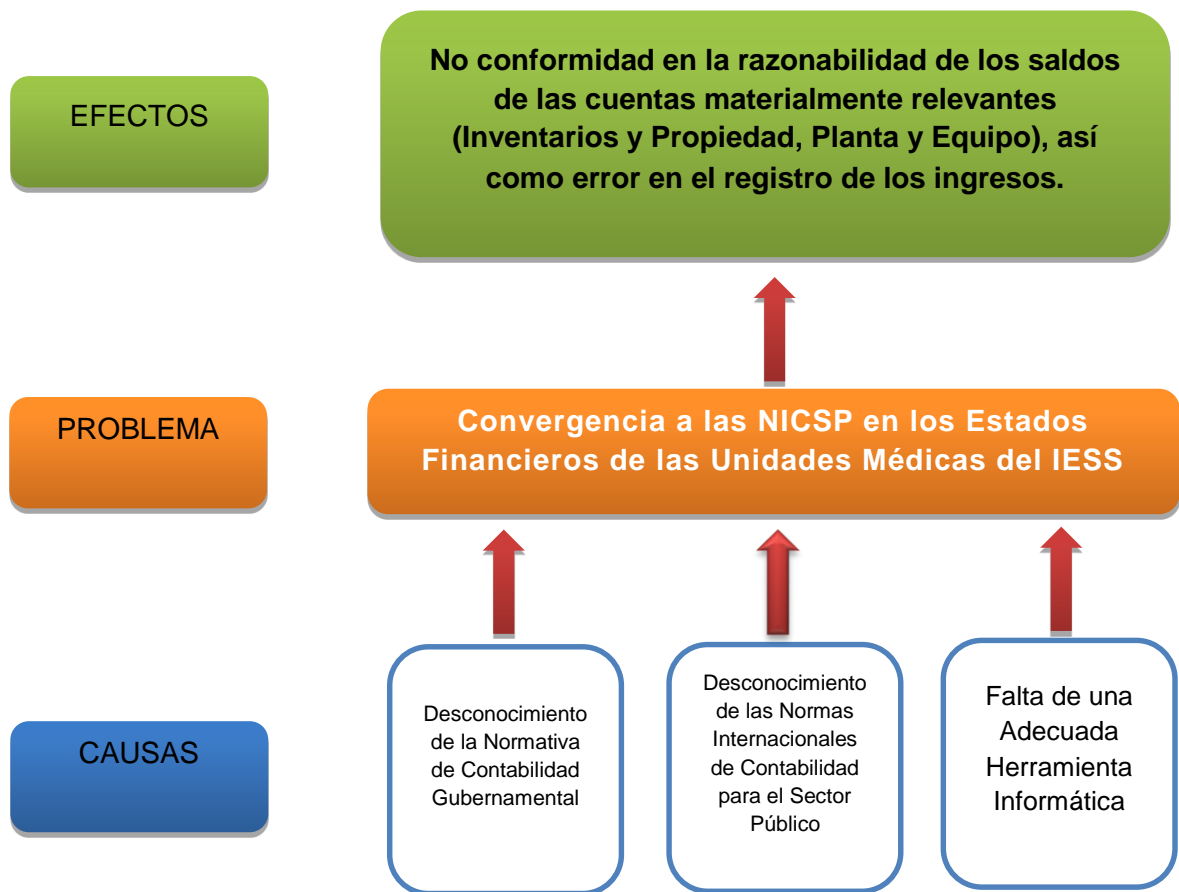 EFECTOS
No conformidad en la razonabilidad de los saldos
de las cuentas materialmente relevantes
(Inventarios y Propiedad, Planta y Equipo), así
como error en el registro de los ingresos.
PROBLEMA
Convergencia a las NICSP en los Estados
Financieros de las Unidades Médicas del IESS
CAUSAS
Desconocimiento
de la Normativa
de Contabilidad
Gubernamental
Desconocimiento
de las Normas
Internacionales
de Contabilidad
para el Sector
Público
Falta de una
Adecuada
Herramienta
Informática